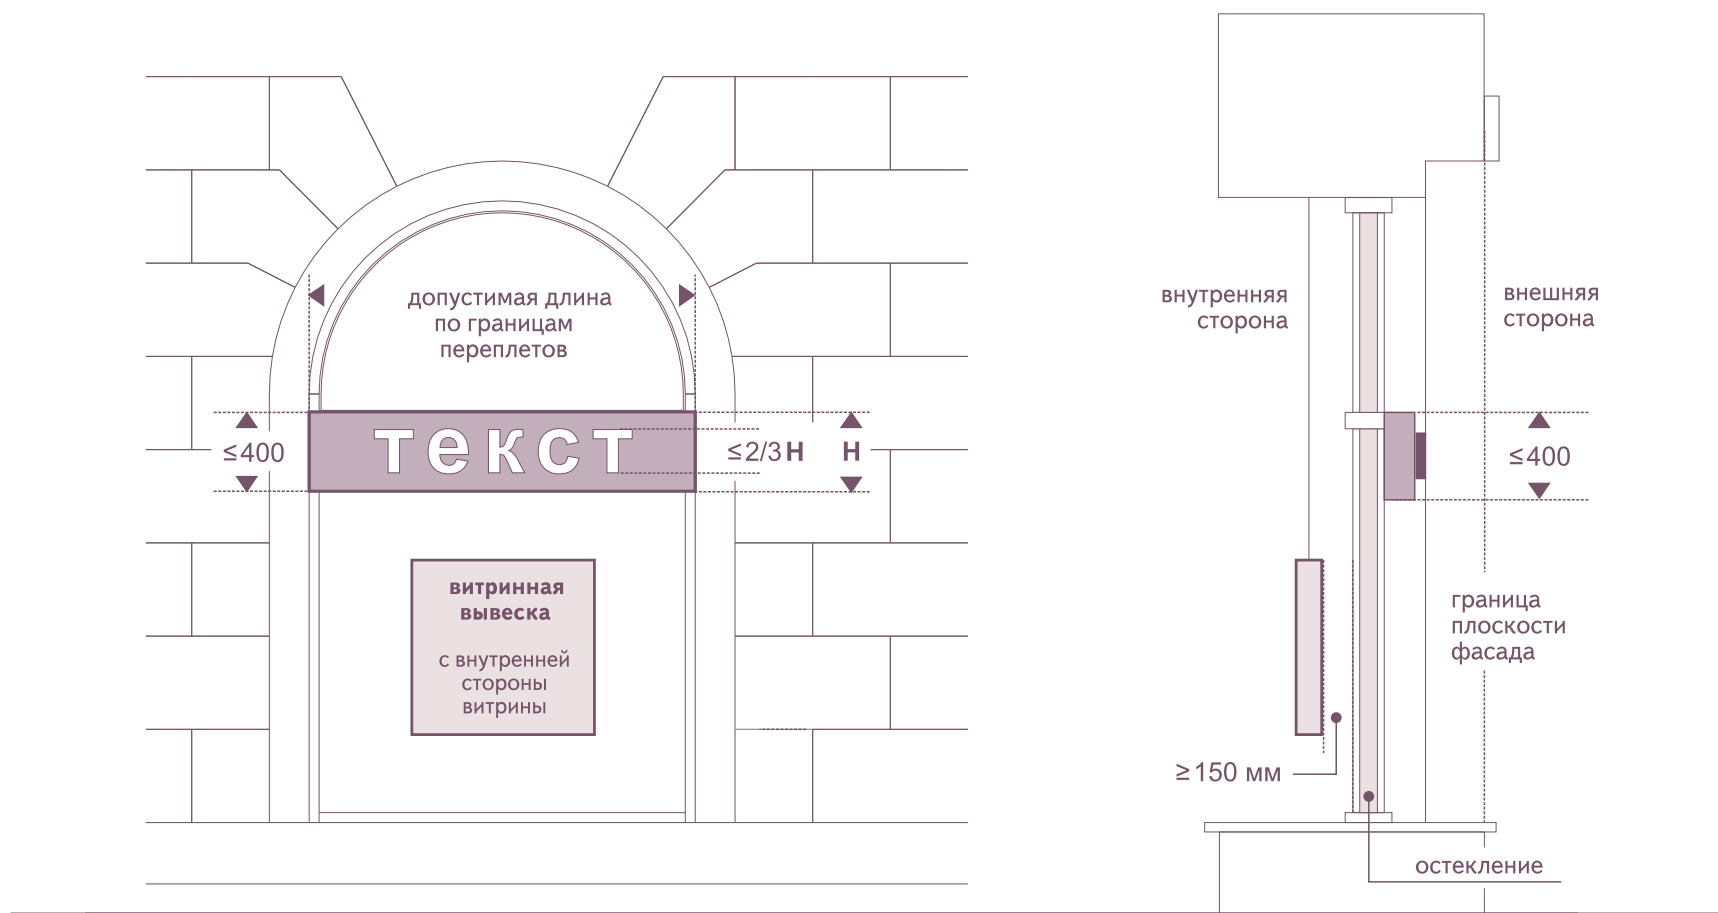 допустимая длина
по границам
переплетов
≤400
текст
≤2/3H
H
витринная
вывеска
с внутренней
стороны
витрины
внутренняя
сторона
внешняя
сторона
≤400
граница
плоскости
фасада
≥150 мм
остекление